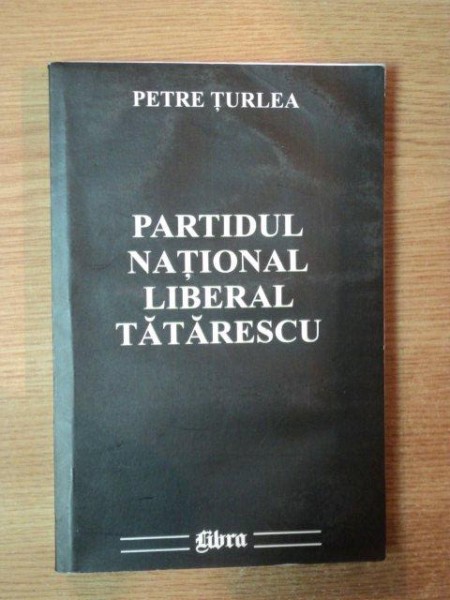 PETRE ȚURLEA
PARTIDUL
NAȚIONAL
LIBERAL
TĂTĂRESCU
Libra